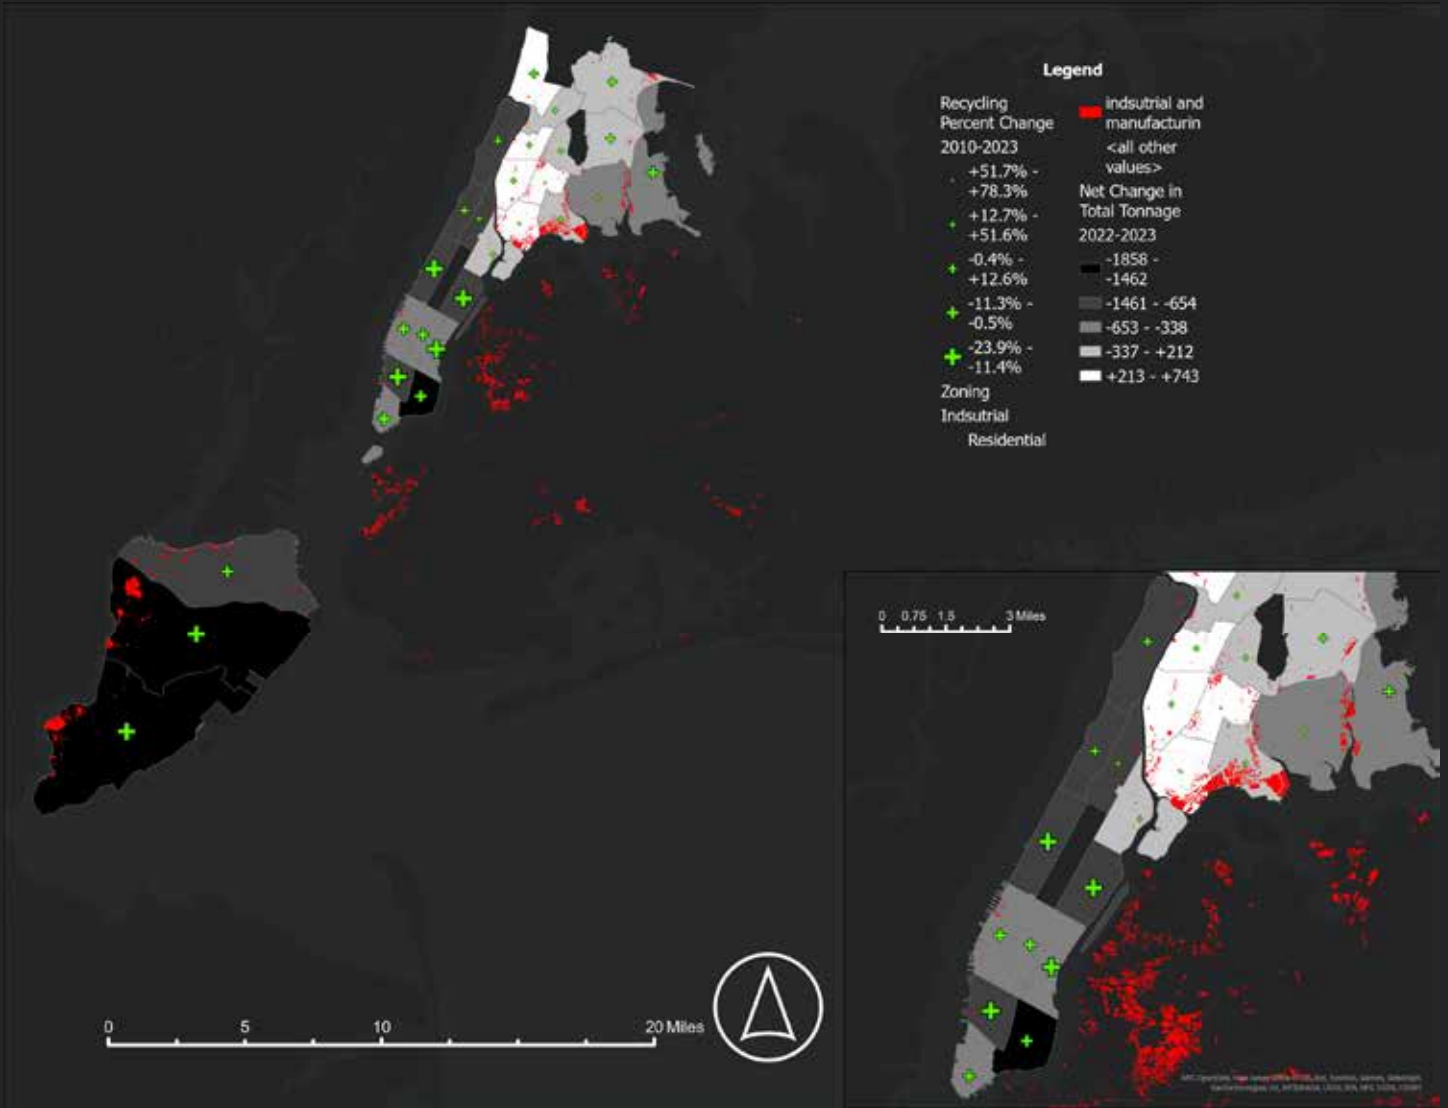 Legend
Recycling
Percent Change
2010-2023
+51.7% -
+78.3%
+12.7% -
+51.6%
-0.4% -
+12.6%
-11.3% -
-0.5%
-23.9% -
-11.4%
Zoning
Indsutrial
Residential
indsutrial and
manufacturin
<all other
values>
Net Change in
Total Tonnage
2022-2023
-1858 -
-1462
-1461 - -654
-653 - -338
-337 - +212
+213 - +743
0 0.75 1.5 3 Miles
0 5 10 20 Miles